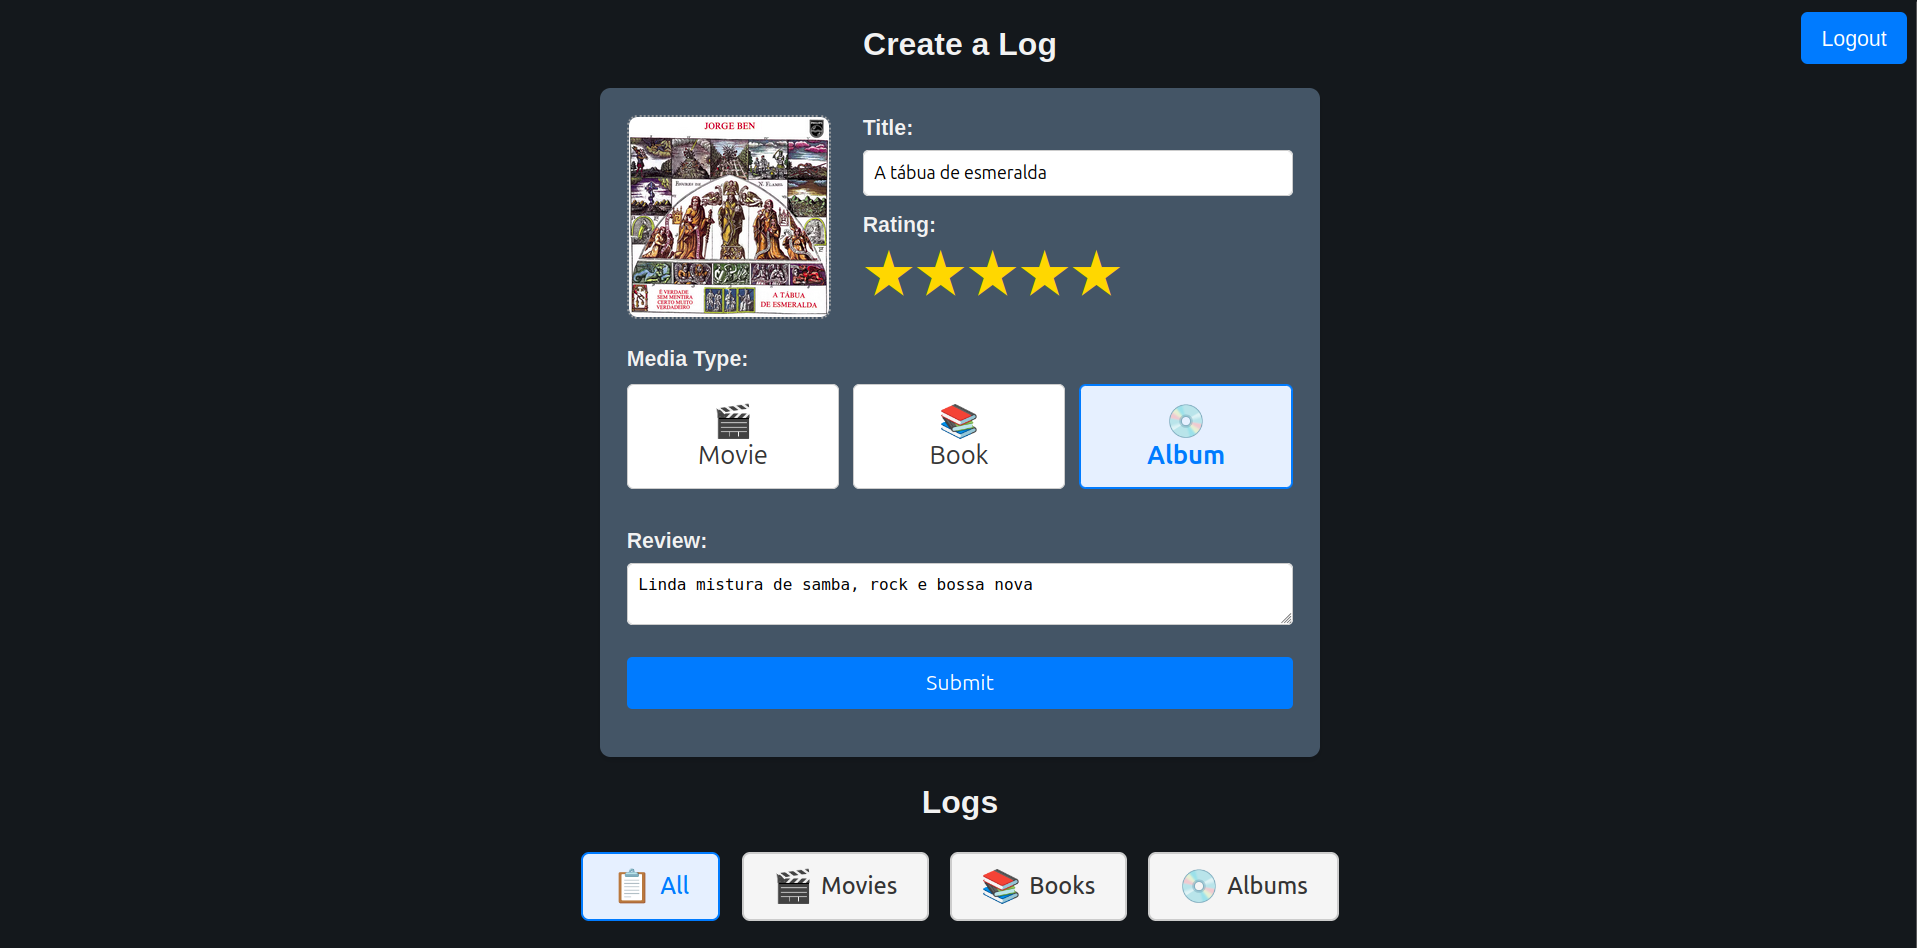 Create a Log
Logout
JORGE BEN
PHILIPS
N. FLAMEL
É VERDADE
SEM MENTIRA
CERTO MUITO
VERDADEIRO
A TÁBUA
DE ESMERALDA
Title:
A tábua de esmeralda
Rating:
Media Type:
Movie
Book
Album
Review:
Linda mistura de samba, rock e bossa nova
Submit
Logs
All
Movies
Books
Albums